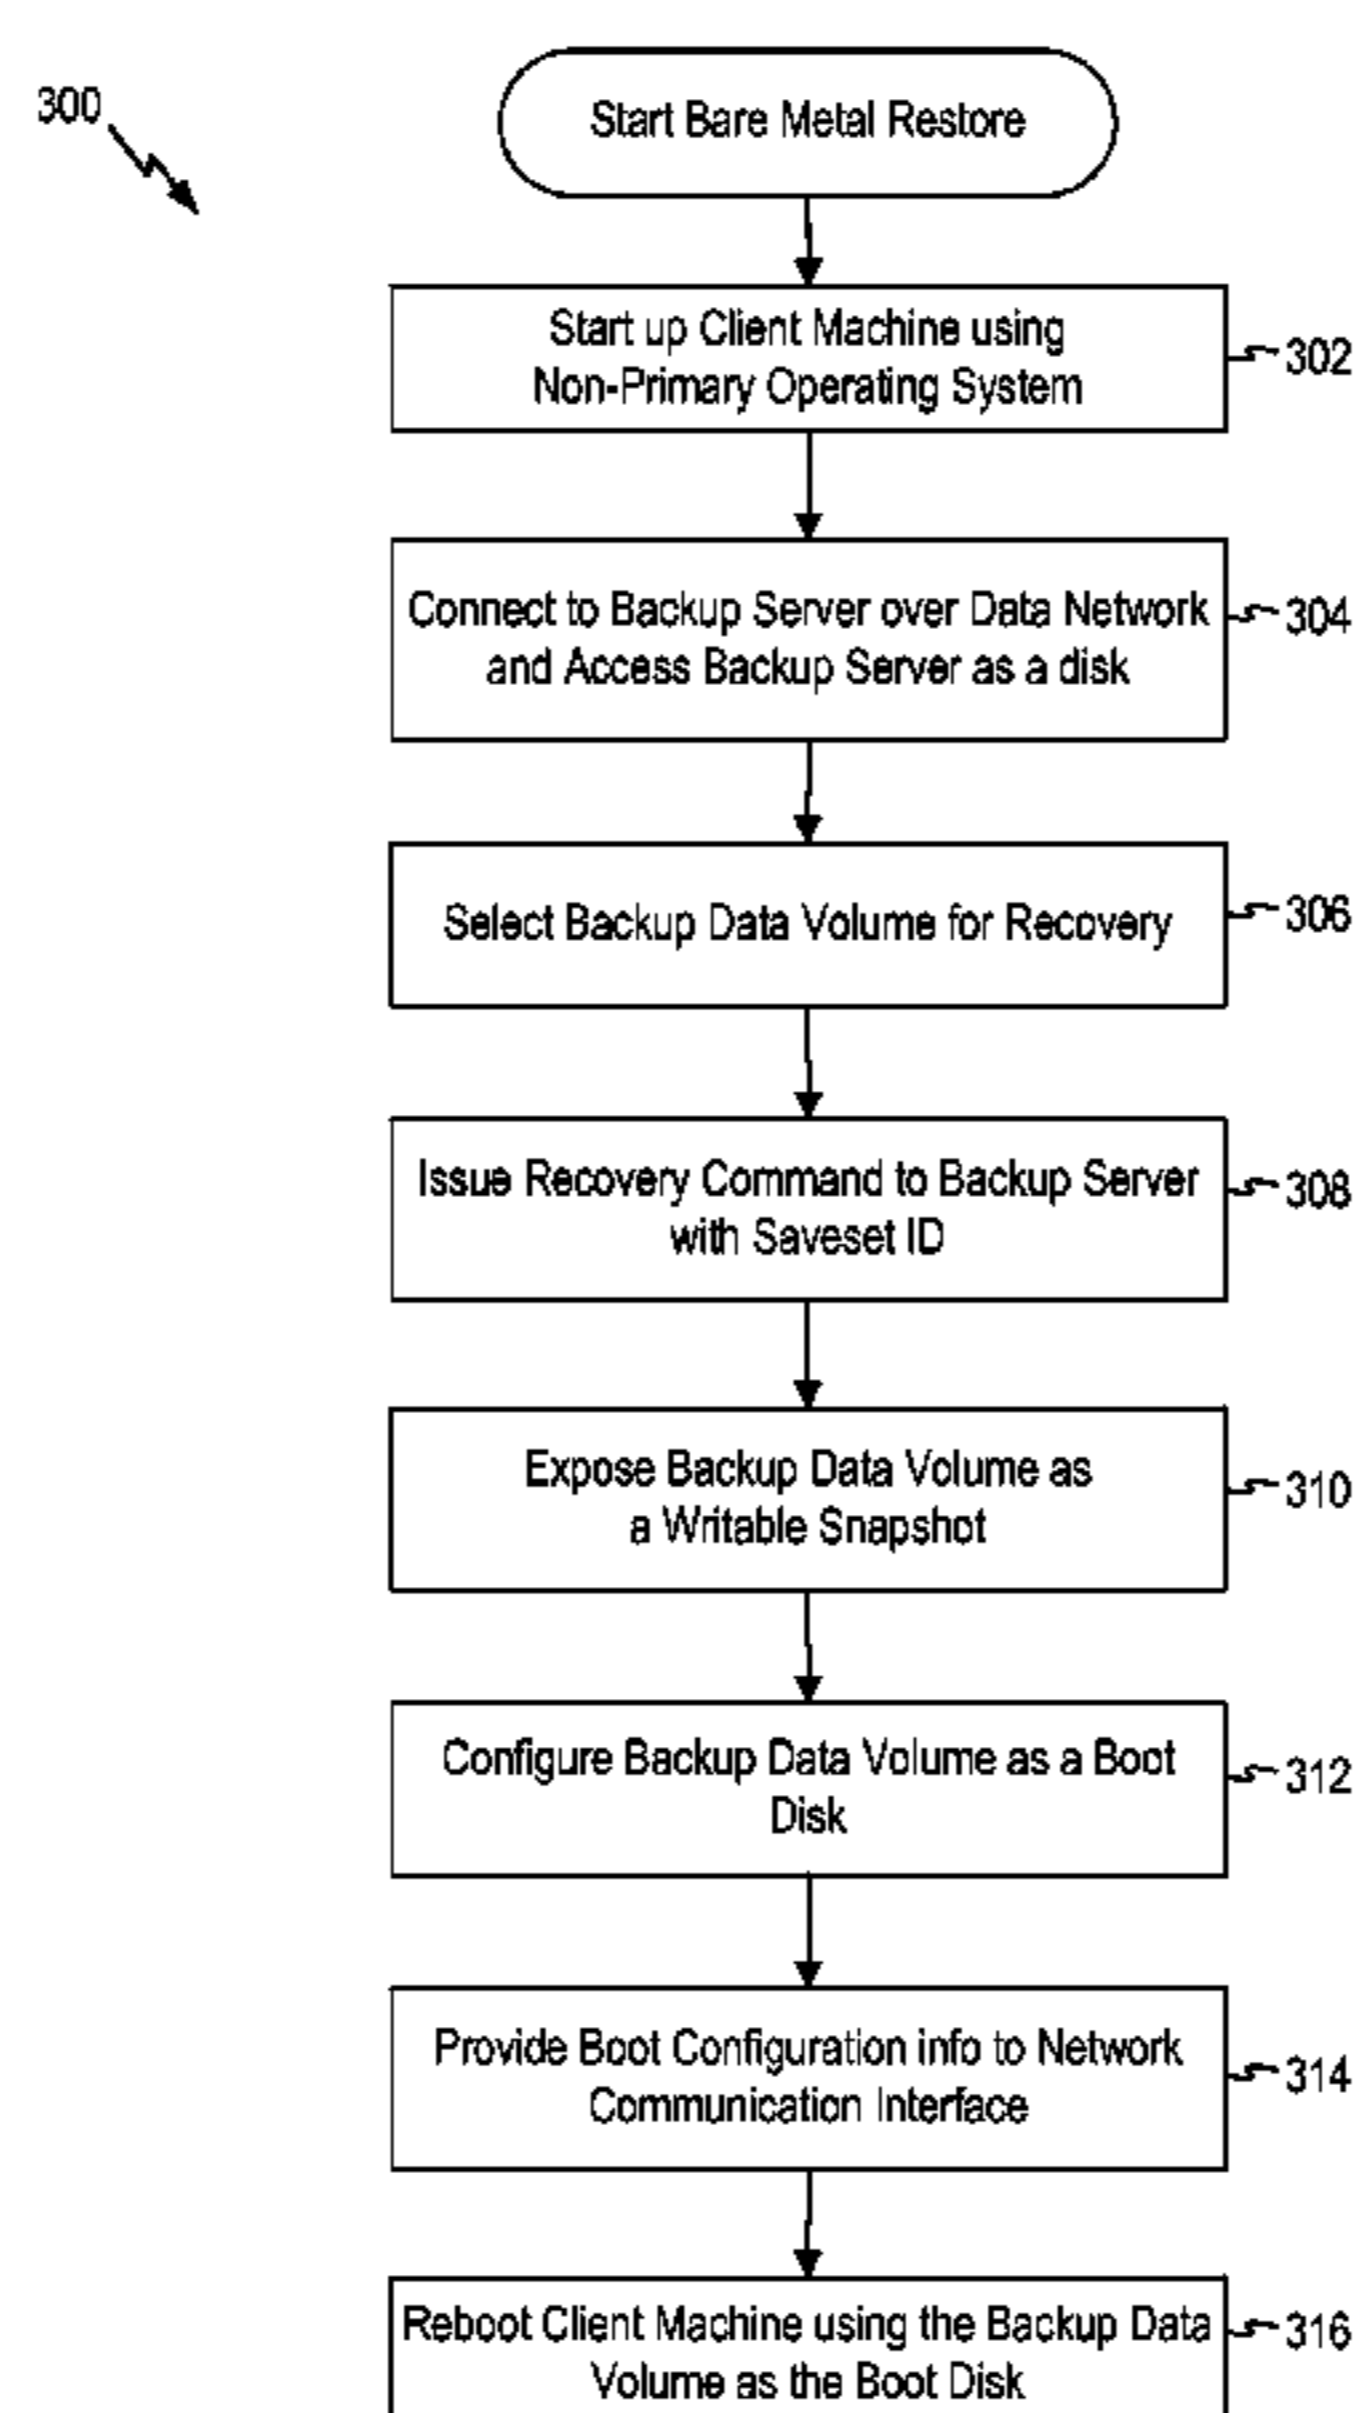 300
Start Bare Metal Restore
Start up Client Machine using
Non-Primary Operating System
302
Connect to Backup Server over Data Network
and Access Backup Server as a disk
304
Select Backup Data Volume for Recovery
306
Issue Recovery Command to Backup Server
with Saveset ID
308
Expose Backup Data Volume as
a Writable Snapshot
310
Configure Backup Data Volume as a Boot
Disk
312
Provide Boot Configuration info to Network
Communication Interface
314
Reboot Client Machine using the Backup Data
Volume as the Boot Disk
316